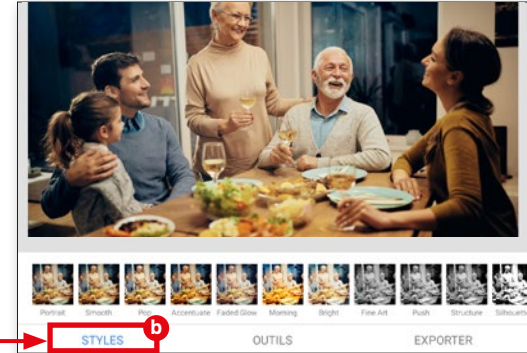 Portrait Smooth Pop Accentuate Faded Glow Morning Bright Fine Art Push Structure Silhouette
b
STYLES OUTILS EXPORTER